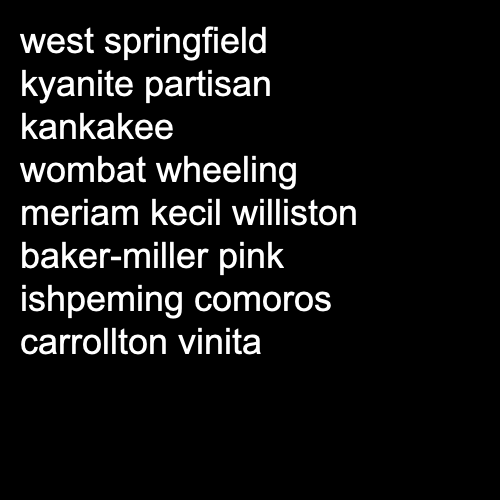 west springfield
kyanite partisan
kankakee
wombat wheeling
meriam kecil williston
baker-miller pink
ishpeming comoros
carrollton vinita